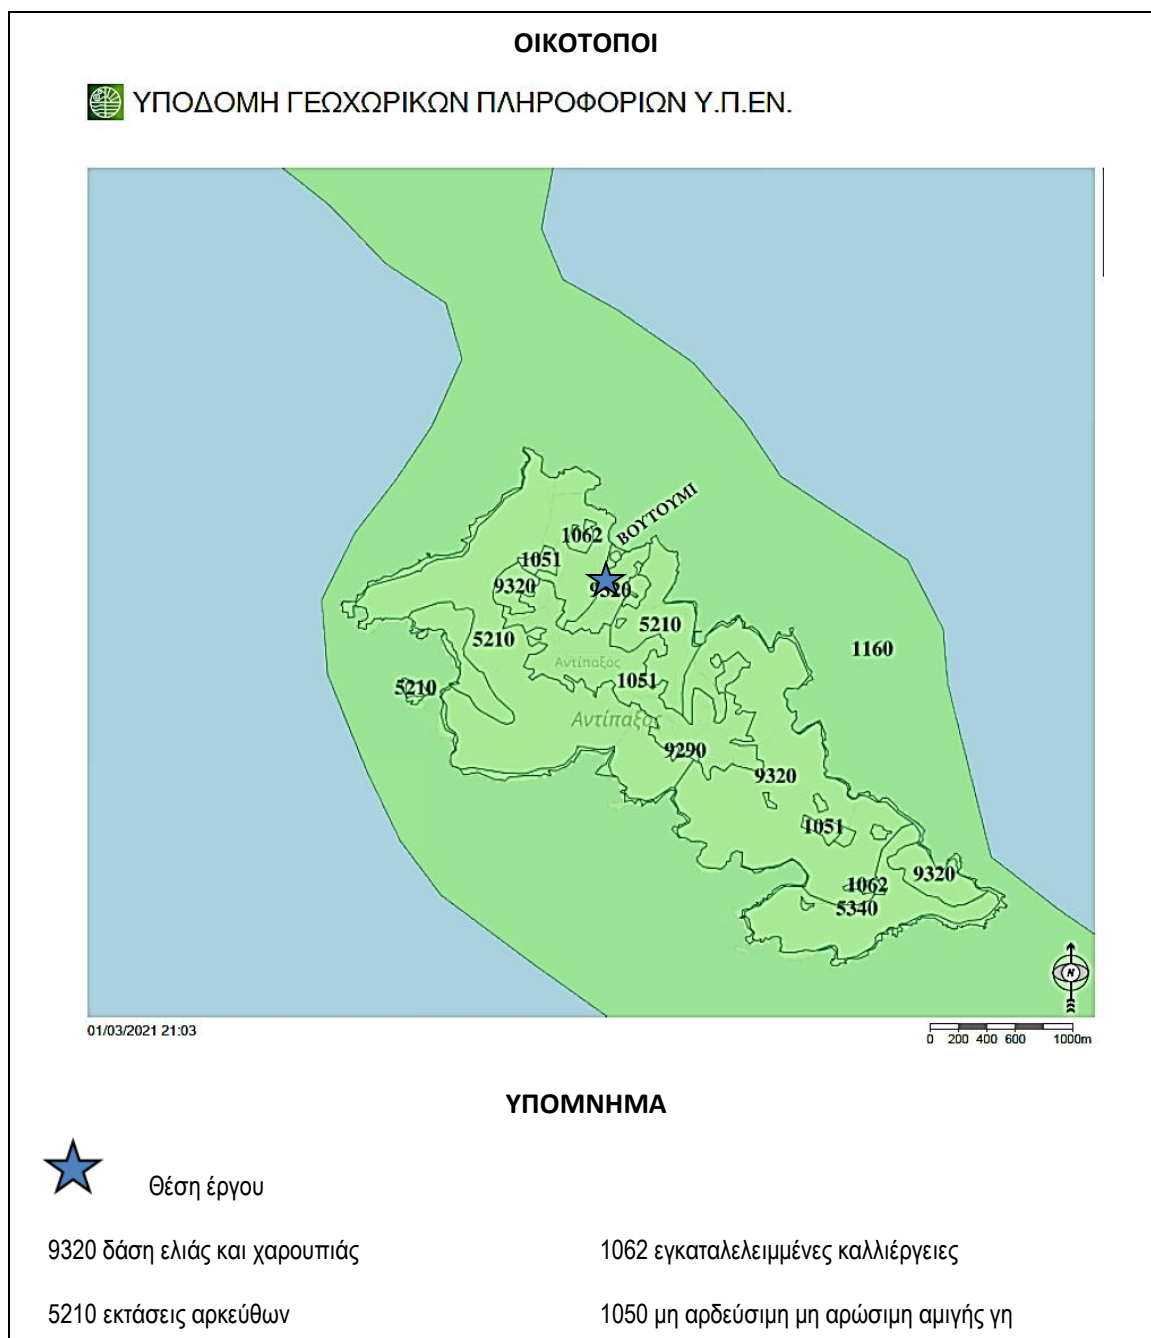 ΟΙΚΟΤΟΠΟΙ
ΥΠΟΔΟΜΗ ΓΕΩΧΩΡΙΚΩΝ ΠΛΗΡΟΦΟΡΙΩΝ Υ.Π.ΕΝ.
ΒΟΥΤΟΥΜΙ
1062
1051
9320
9320
5210
5210
1160
Αντίπαξος
1051
5210
Αντίπαξος
9290
9320
1051
9320
1062
5340
N
01/03/2021 21:03
0 200 400 600 1000m
ΥΠΟΜΝΗΜΑ
Θέση έργου
9320 δάση ελιάς και χαρουπιάς
1062 εγκαταλελειμμένες καλλιέργειες
5210 εκτάσεις αρκεύθων
1050 μη αρδεύσιμη μη αρώσιμη αμιγής γη